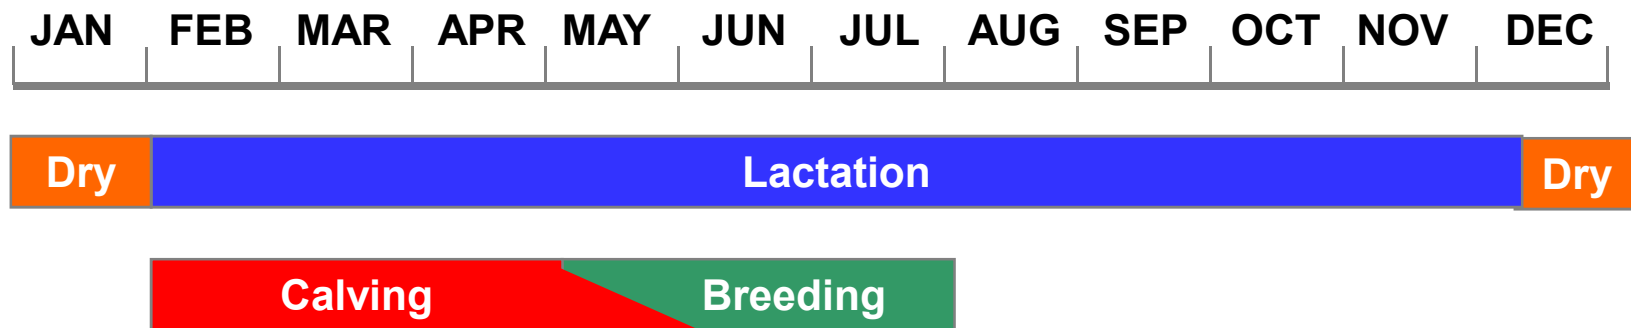 JAN FEB MAR APR MAY JUN JUL AUG SEP OCT NOV DEC
Dry Lactation Dry
Calving Breeding